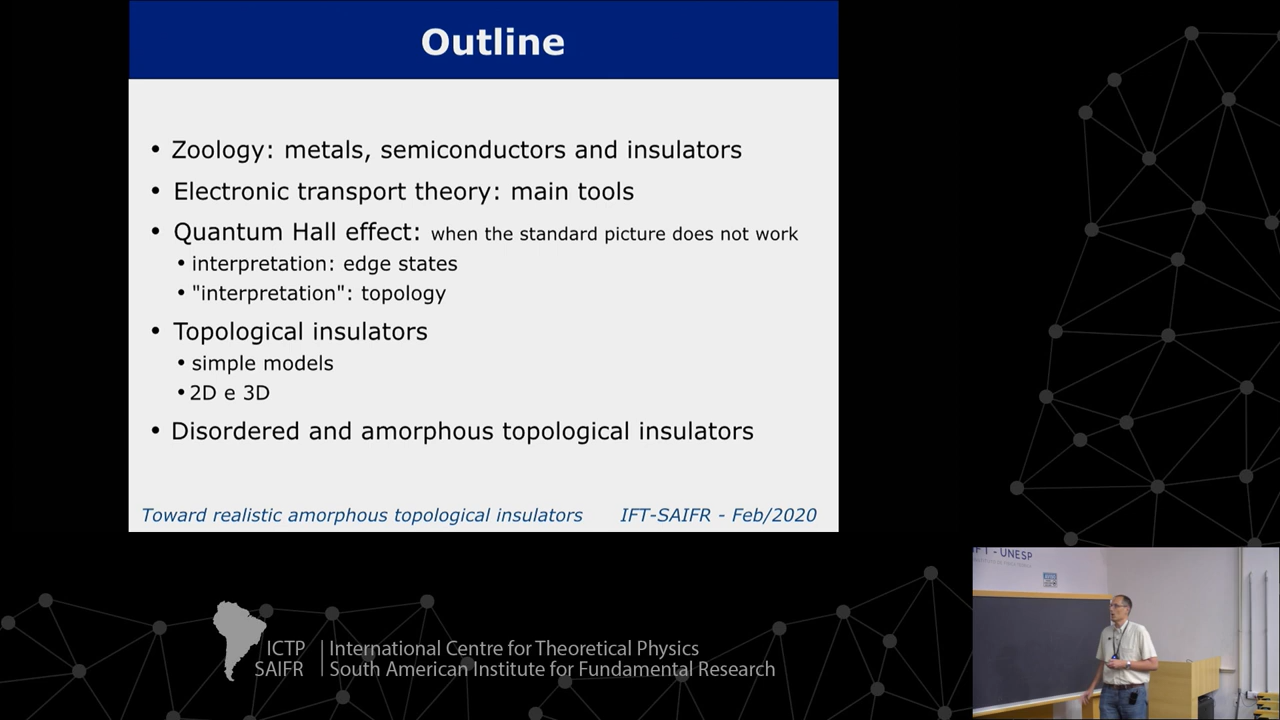 Outline
• Zoology: metals, semiconductors and insulators
• Electronic transport theory: main tools
• Quantum Hall effect: when the standard picture does not work
• interpretation: edge states
• "interpretation": topology
• Topological insulators
• simple models
• 2D e 3D
• Disordered and amorphous topological insulators
Toward realistic amorphous topological insulators IFT-SAIFR - Feb/2020
ICTP
SAIFR
International Centre for Theoretical Physics
South American Institute for Fundamental Research
- UNESP